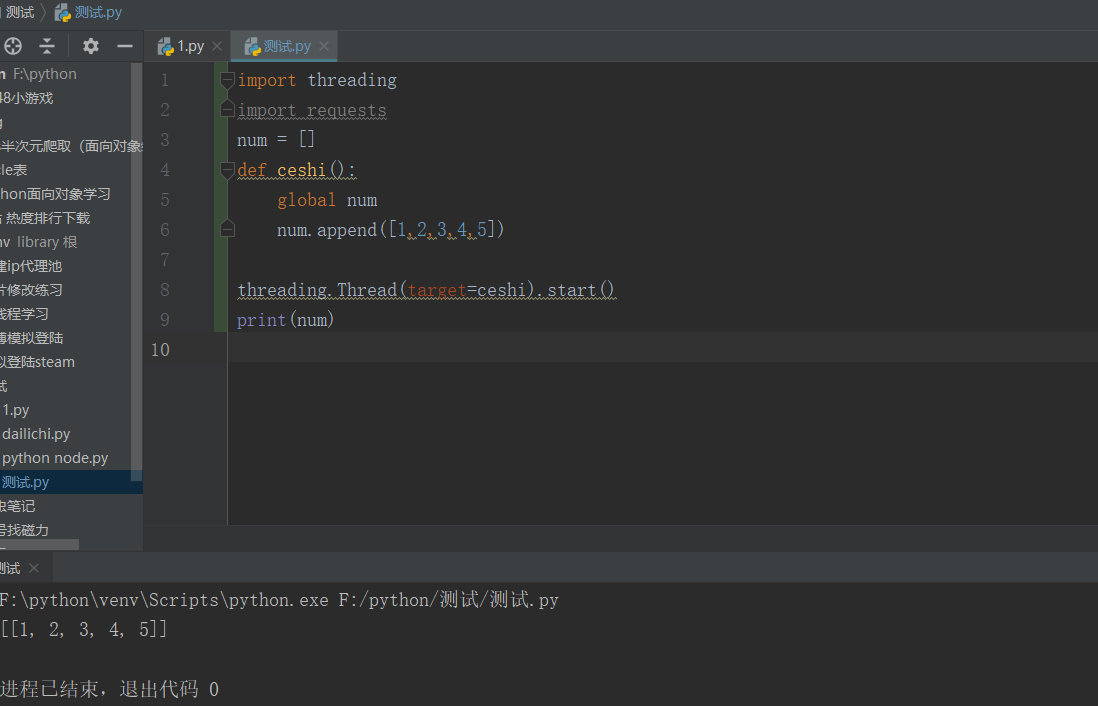 测试 测试.py
1.py 测试.py
F:\python
48小游戏
半次元爬取（面向对象
cle表
hon面向对象学习
热度排行下载
nv library 根
建ip代理池
片修改练习
线程学习
模拟登陆
以登陆steam
试
1.py
dailichi.py
python node.py
测试.py
虫笔记
号找磁力
1 import threading
2 import requests
3 num = []
4 def ceshi():
5 global num
6 num.append([1,2,3,4,5])
7
8 threading.Thread(target=ceshi).start()
9 print(num)
10
测试
F:\python\venv\Scripts\python.exe F:/python/测试/测试.py
[[1, 2, 3, 4, 5]]
进程已结束，退出代码 0